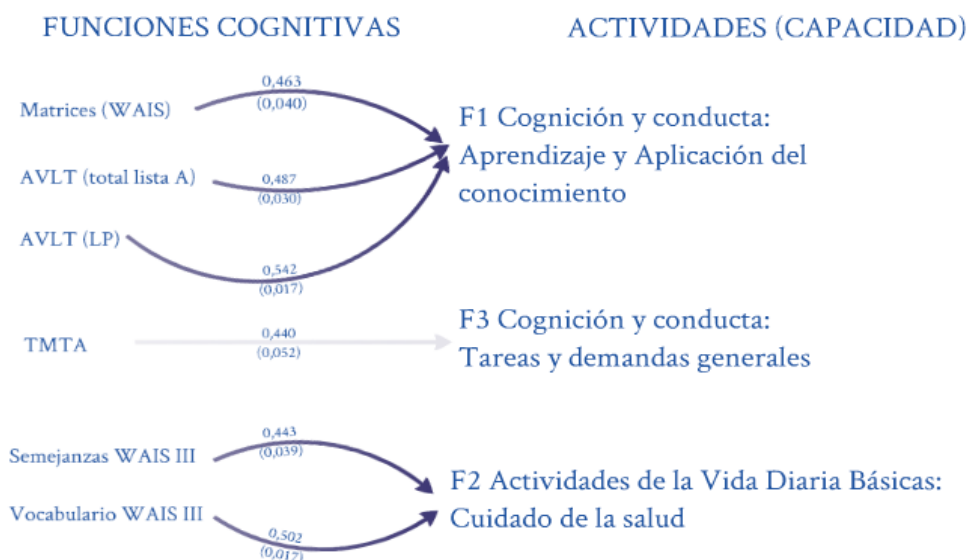 FUNCIONES COGNITIVAS
ACTIVIDADES (CAPACIDAD)
Matrices (WAIS)
0,463
(0,040)
AVLT (total lista A)
0,487
(0,030)
AVLT (LP)
0,542
(0,017)
F1 Cognición y conducta:
Aprendizaje y Aplicación del
conocimiento
TMTA
0,440
(0,052)
F3 Cognición y conducta:
Tareas y demandas generales
Semejanzas WAIS III
0,443
(0,039)
Vocabulario WAIS III
0,502
(0,017)
F2 Actividades de la Vida Diaria Básicas:
Cuidado de la salud